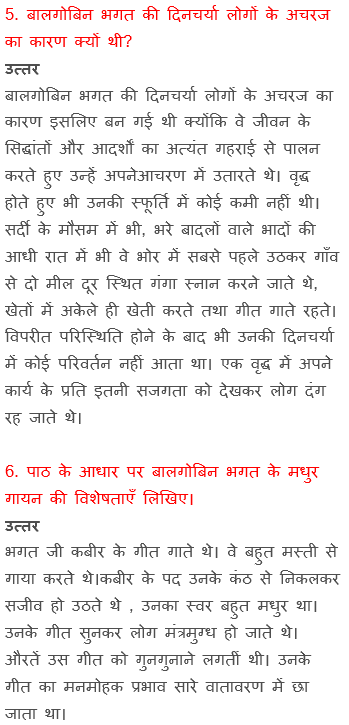 5. बालगोबिन भगत की दिनचर्या लोगों के अचरज
का कारण क्यों थी?
उत्तर
बालगोबिन भगत की दिनचर्या लोगों के अचरज का
कारण इसलिए बन गई थी क्योंकि वे जीवन के
सिद्धांतों और आदर्शों का अत्यंत गहराई से पालन
करते हुए उन्हें अपनेआचरण में उतारते थे। वृद्ध
होते हुए भी उनकी स्फूर्ति में कोई कमी नहीं थी।
सर्दी के मौसम में भी, भरे बादलों वाले भादों की
आधी रात में भी वे भोर में सबसे पहले उठकर गाँव
से दो मील दूर स्थित गंगा स्नान करने जाते थे,
खेतों में अकेले ही खेती करते तथा गीत गाते रहते।
विपरीत परिस्थिति होने के बाद भी उनकी दिनचर्या
में कोई परिवर्तन नहीं आता था। एक वृद्ध में अपने
कार्य के प्रति इतनी सजगता को देखकर लोग दंग
रह जाते थे।
6. पाठ के आधार पर बालगोबिन भगत के मधुर
गायन की विशेषताएँ लिखिए।
उत्तर
भगत जी कबीर के गीत गाते थे। वे बहुत मस्ती से
गाया करते थे।कबीर के पद उनके कंठ से निकलकर
सजीव हो उठते थे , उनका स्वर बहुत मधुर था।
उनके गीत सुनकर लोग मंत्रमुग्ध हो जाते थे।
औरतें उस गीत को गुनगुनाने लगतीं थी। उनके
गीत का मनमोहक प्रभाव सारे वातावरण में छा
जाता था।